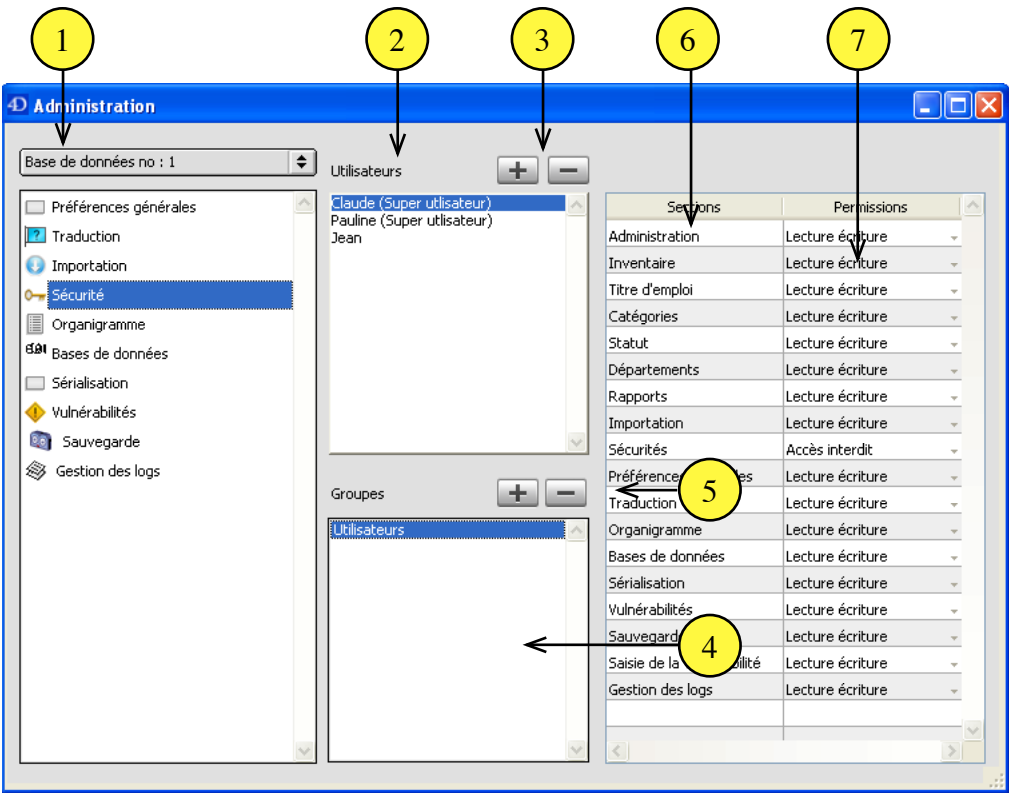 1
2
3
6
7
4D Administration
Base de données no : 1
Préférences générales
Traduction
Importation
Sécurité
Organigramme
Bases de données
Sérialisation
Vulnérabilités
Sauvegarde
Gestion des logs
Utilisateurs
Claude (Super utlisateur)
Pauline (Super utlisateur)
Jean
Groupes
Utilisateurs
5
4
Sections Permissions
Administration Lecture écriture
Inventaire Lecture écriture
Titre d'emploi Lecture écriture
Catégories Lecture écriture
Statut Lecture écriture
Départements Lecture écriture
Rapports Lecture écriture
Importation Lecture écriture
Sécurités Accès interdit
Lecture écriture
Traduction Lecture écriture
Organigramme Lecture écriture
Bases de données Lecture écriture
Sérialisation Lecture écriture
Vulnérabilités Lecture écriture
Lecture écriture
Saisie de la Lecture écriture
Gestion des logs Lecture écriture